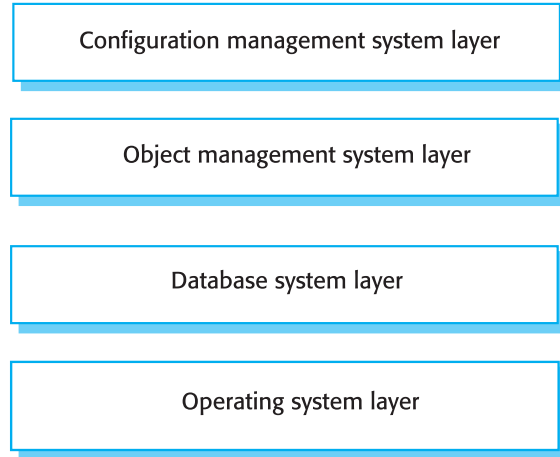 Configuration management system layer
Object management system layer
Database system layer
Operating system layer